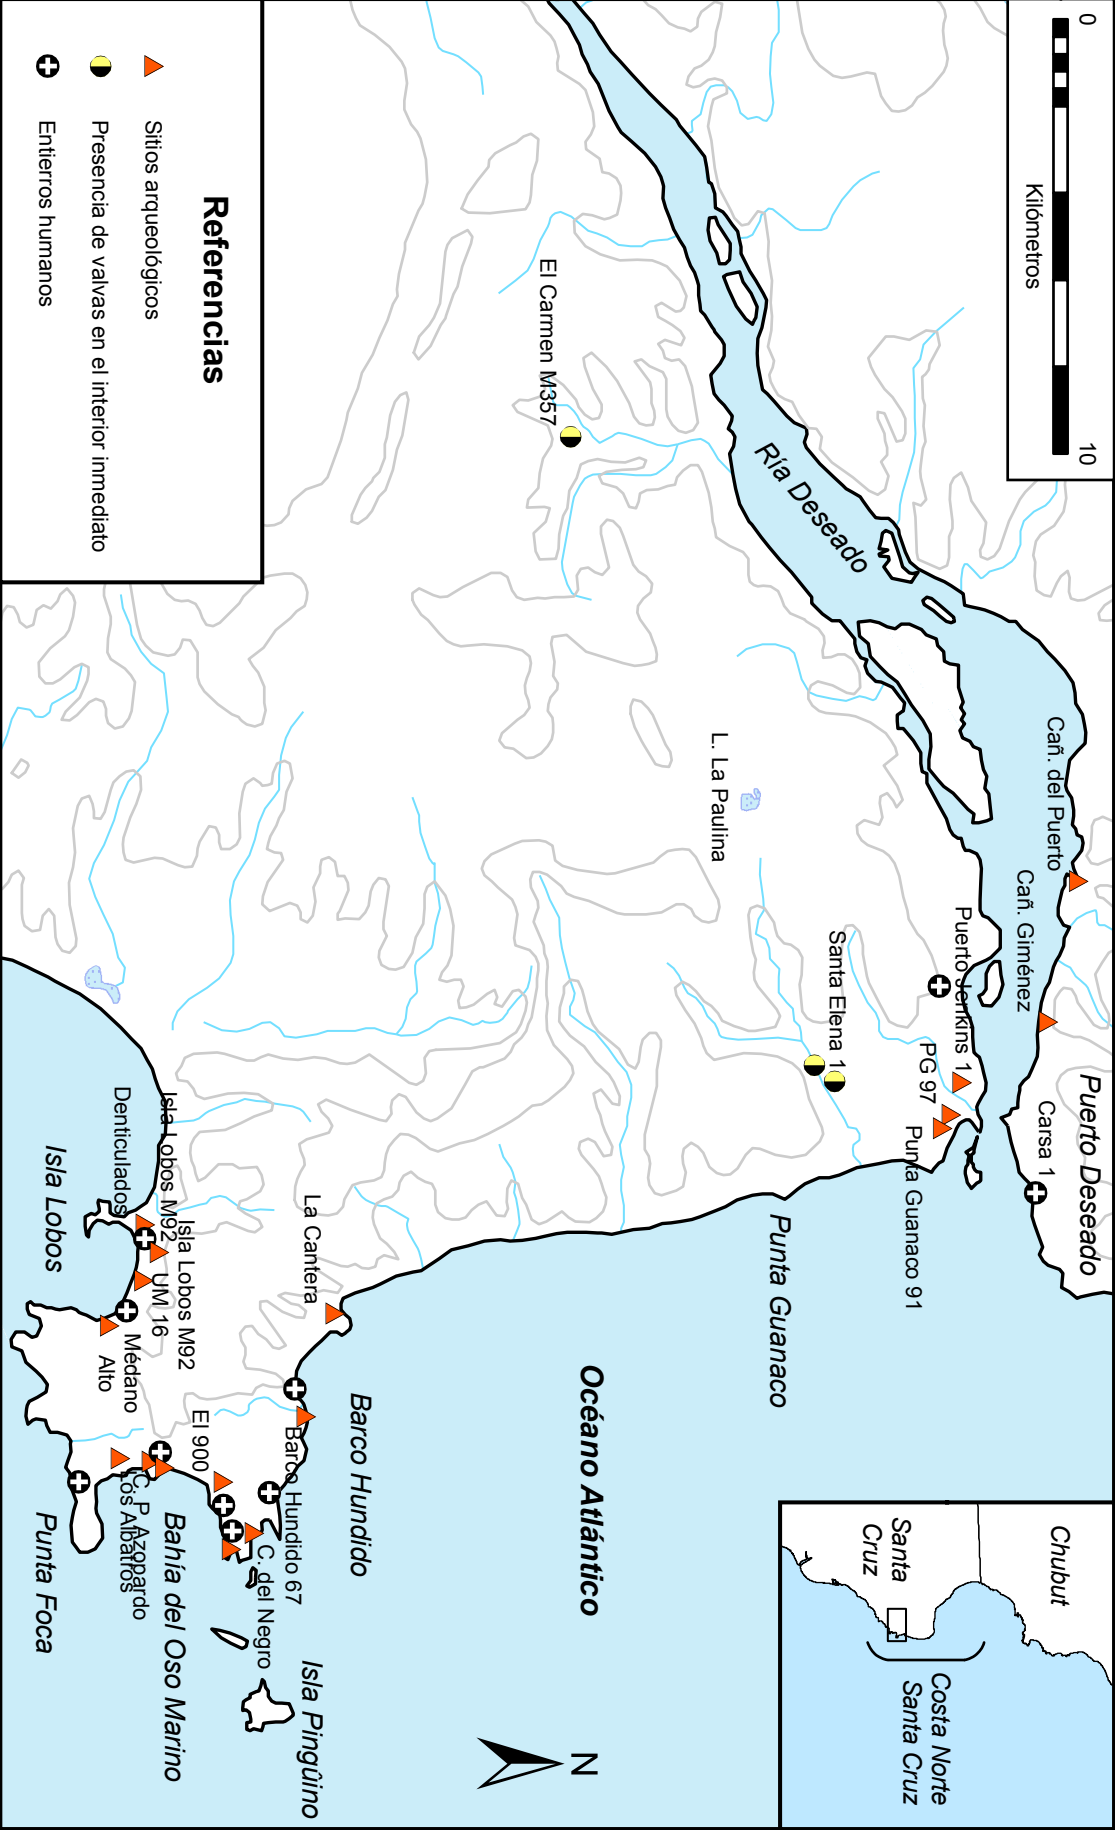 0
10
Kilómetros
Referencias
Sitios arqueológicos
Presencia de valvas en el interior inmediato
Entierros humanos
Ría Deseado
El Carmen M357
L. La Paulina
Cañ. del Puerto
Cañ. Giménez
Puerto Deseado
Carsa 1
Puerto Jenkins 1
PG 97
Punta Guanaco 91
Santa Elena 1
Punta Guanaco
Océano Atlántico
La Cantera
Barco Hundido
Barco Hundido 67
C. del Negro
Isla Pingûino
El 900
Bahía del Oso Marino
C. P. Azopardo
Los Albatros
Punta Foca
Isla Lobos M92
Isla Lobos M92
UM 16
Denticulados
Médano
Alto
Isla Lobos
N
Chubut
Santa
Cruz
Costa Norte
Santa Cruz